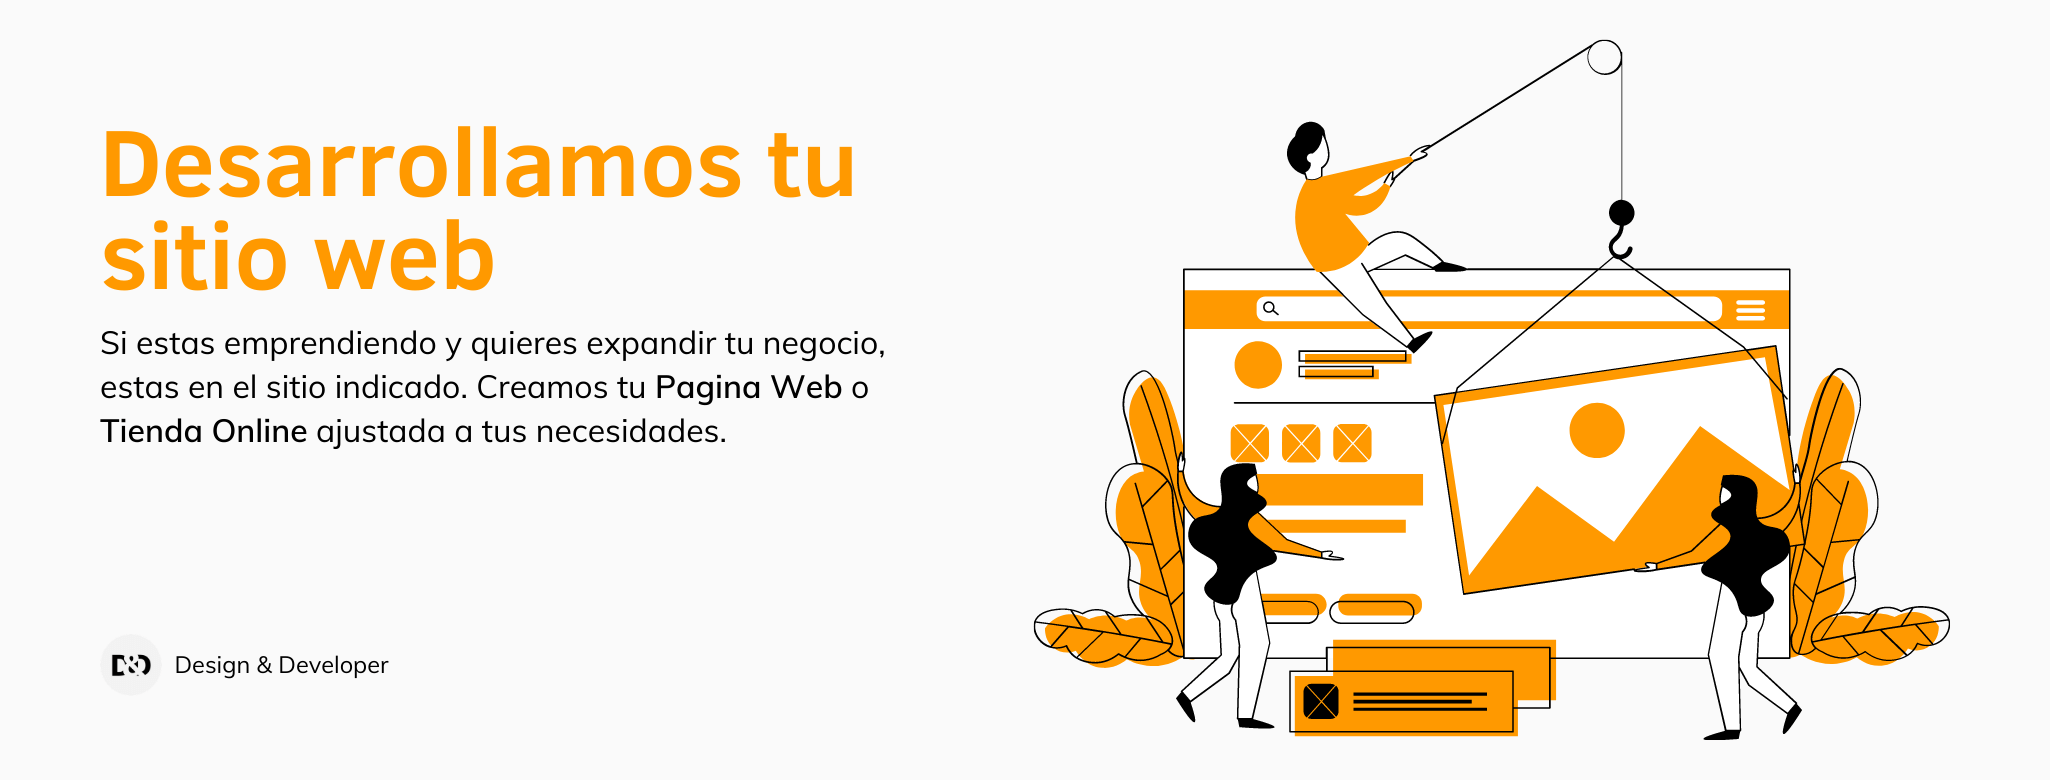 Desarrollamos tu
sitio web
Si estas emprendiendo y quieres expandir tu negocio,
estas en el sitio indicado. Creamos tu Pagina Web o
Tienda Online ajustada a tus necesidades.
D&D Design & Developer